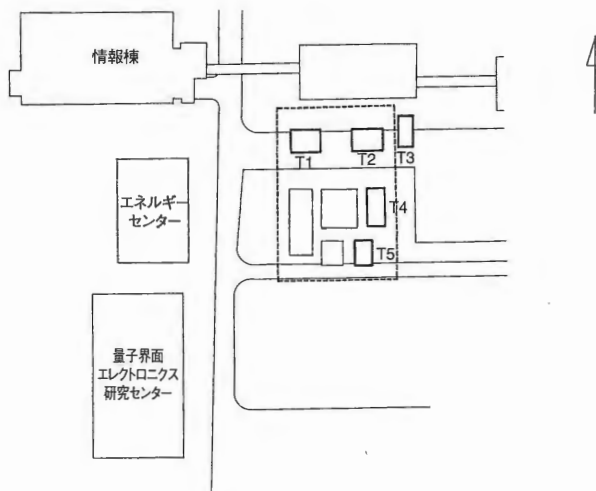 情報棟
T1
T2
T3
エネルギー
センター
T4
T5
量子界面
エレクトロニクス
研究センター